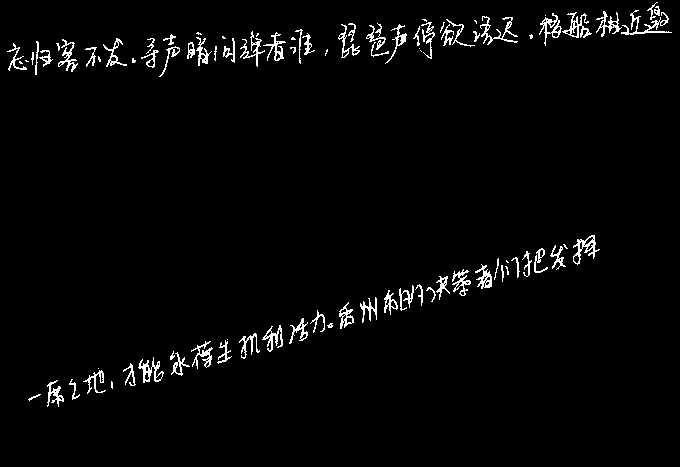 忘归客不发。寻声暗问弹者谁，琵琶声停欲语迟。移船相近邀
一席之地，才能永葆生机和活力。香州相的决策者们把发挥